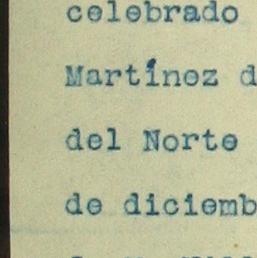 celebrado
Martínez d
del Norte
de diciemb